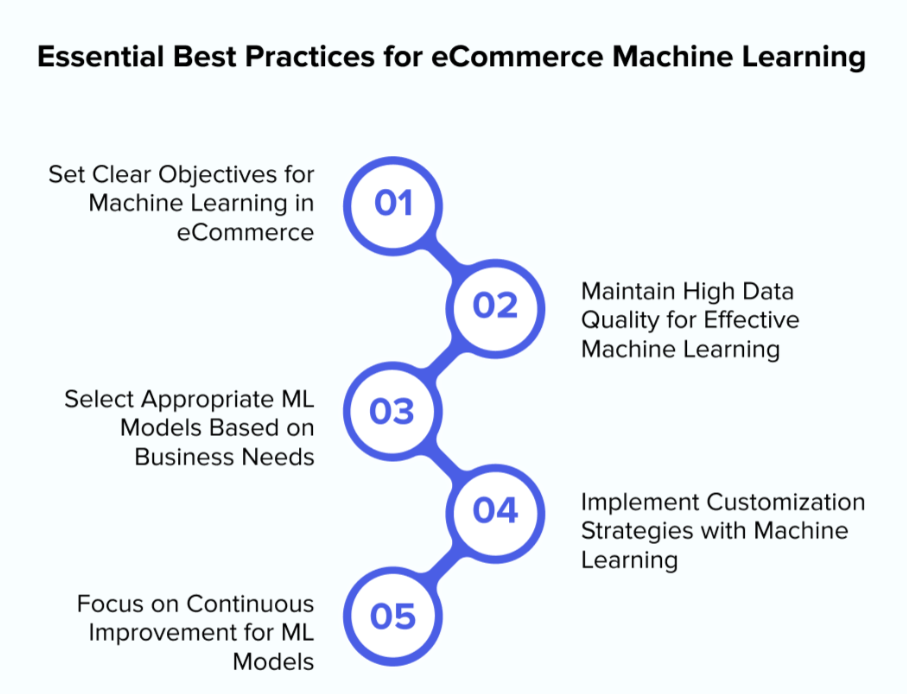 Essential Best Practices for eCommerce Machine Learning
Set Clear Objectives for
Machine Learning in
eCommerce
01
02
Maintain High Data
Quality for Effective
Machine Learning
Select Appropriate ML
Models Based on
Business Needs
03
04
Implement Customization
Strategies with Machine
Learning
Focus on Continuous
Improvement for ML
Models
05